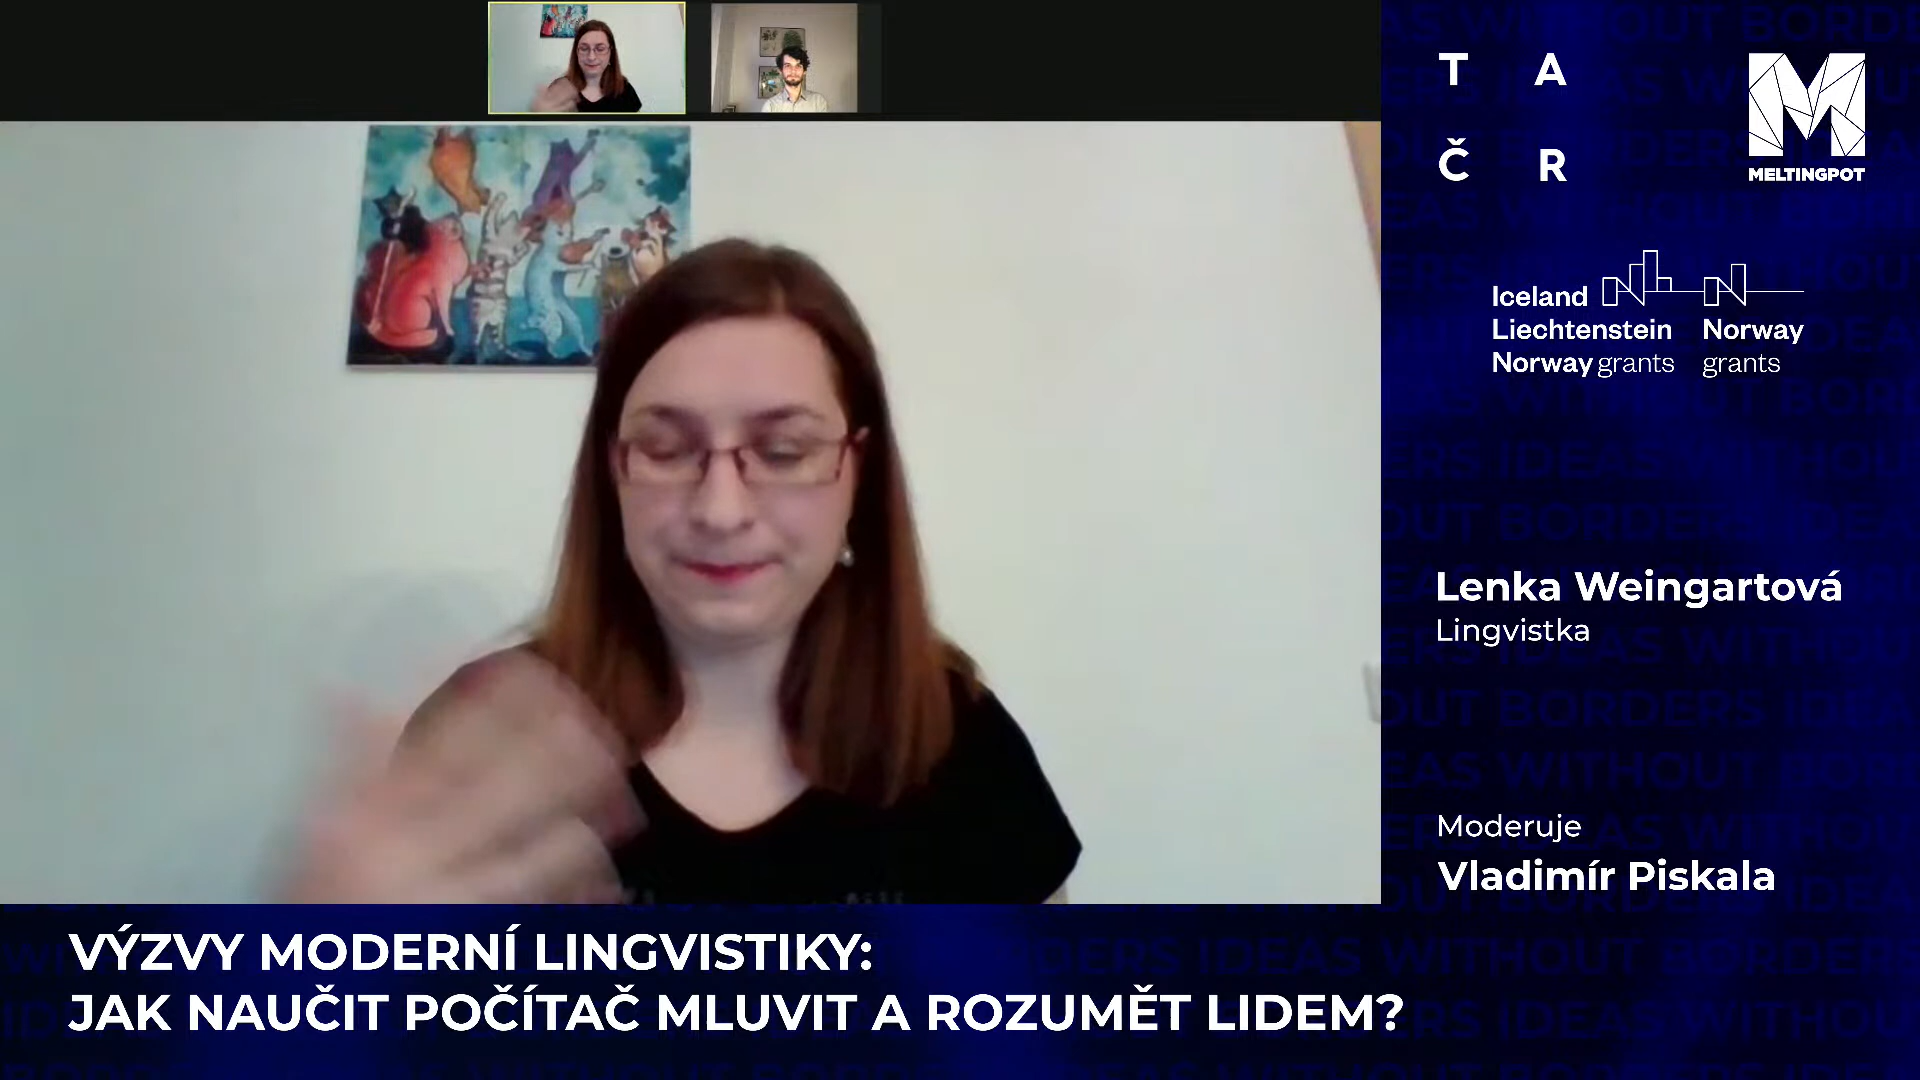 T A
Č R
MELTINGPOT
Iceland
Liechtenstein
Norway grants
Norway
grants
Lenka Weingartová
Lingvistka
Moderuje
Vladimír Piskala
VÝZVY MODERNÍ LINGVISTIKY:
JAK NAUČIT POČÍTAČ MLUVIT A ROZUMĚT LIDEM?